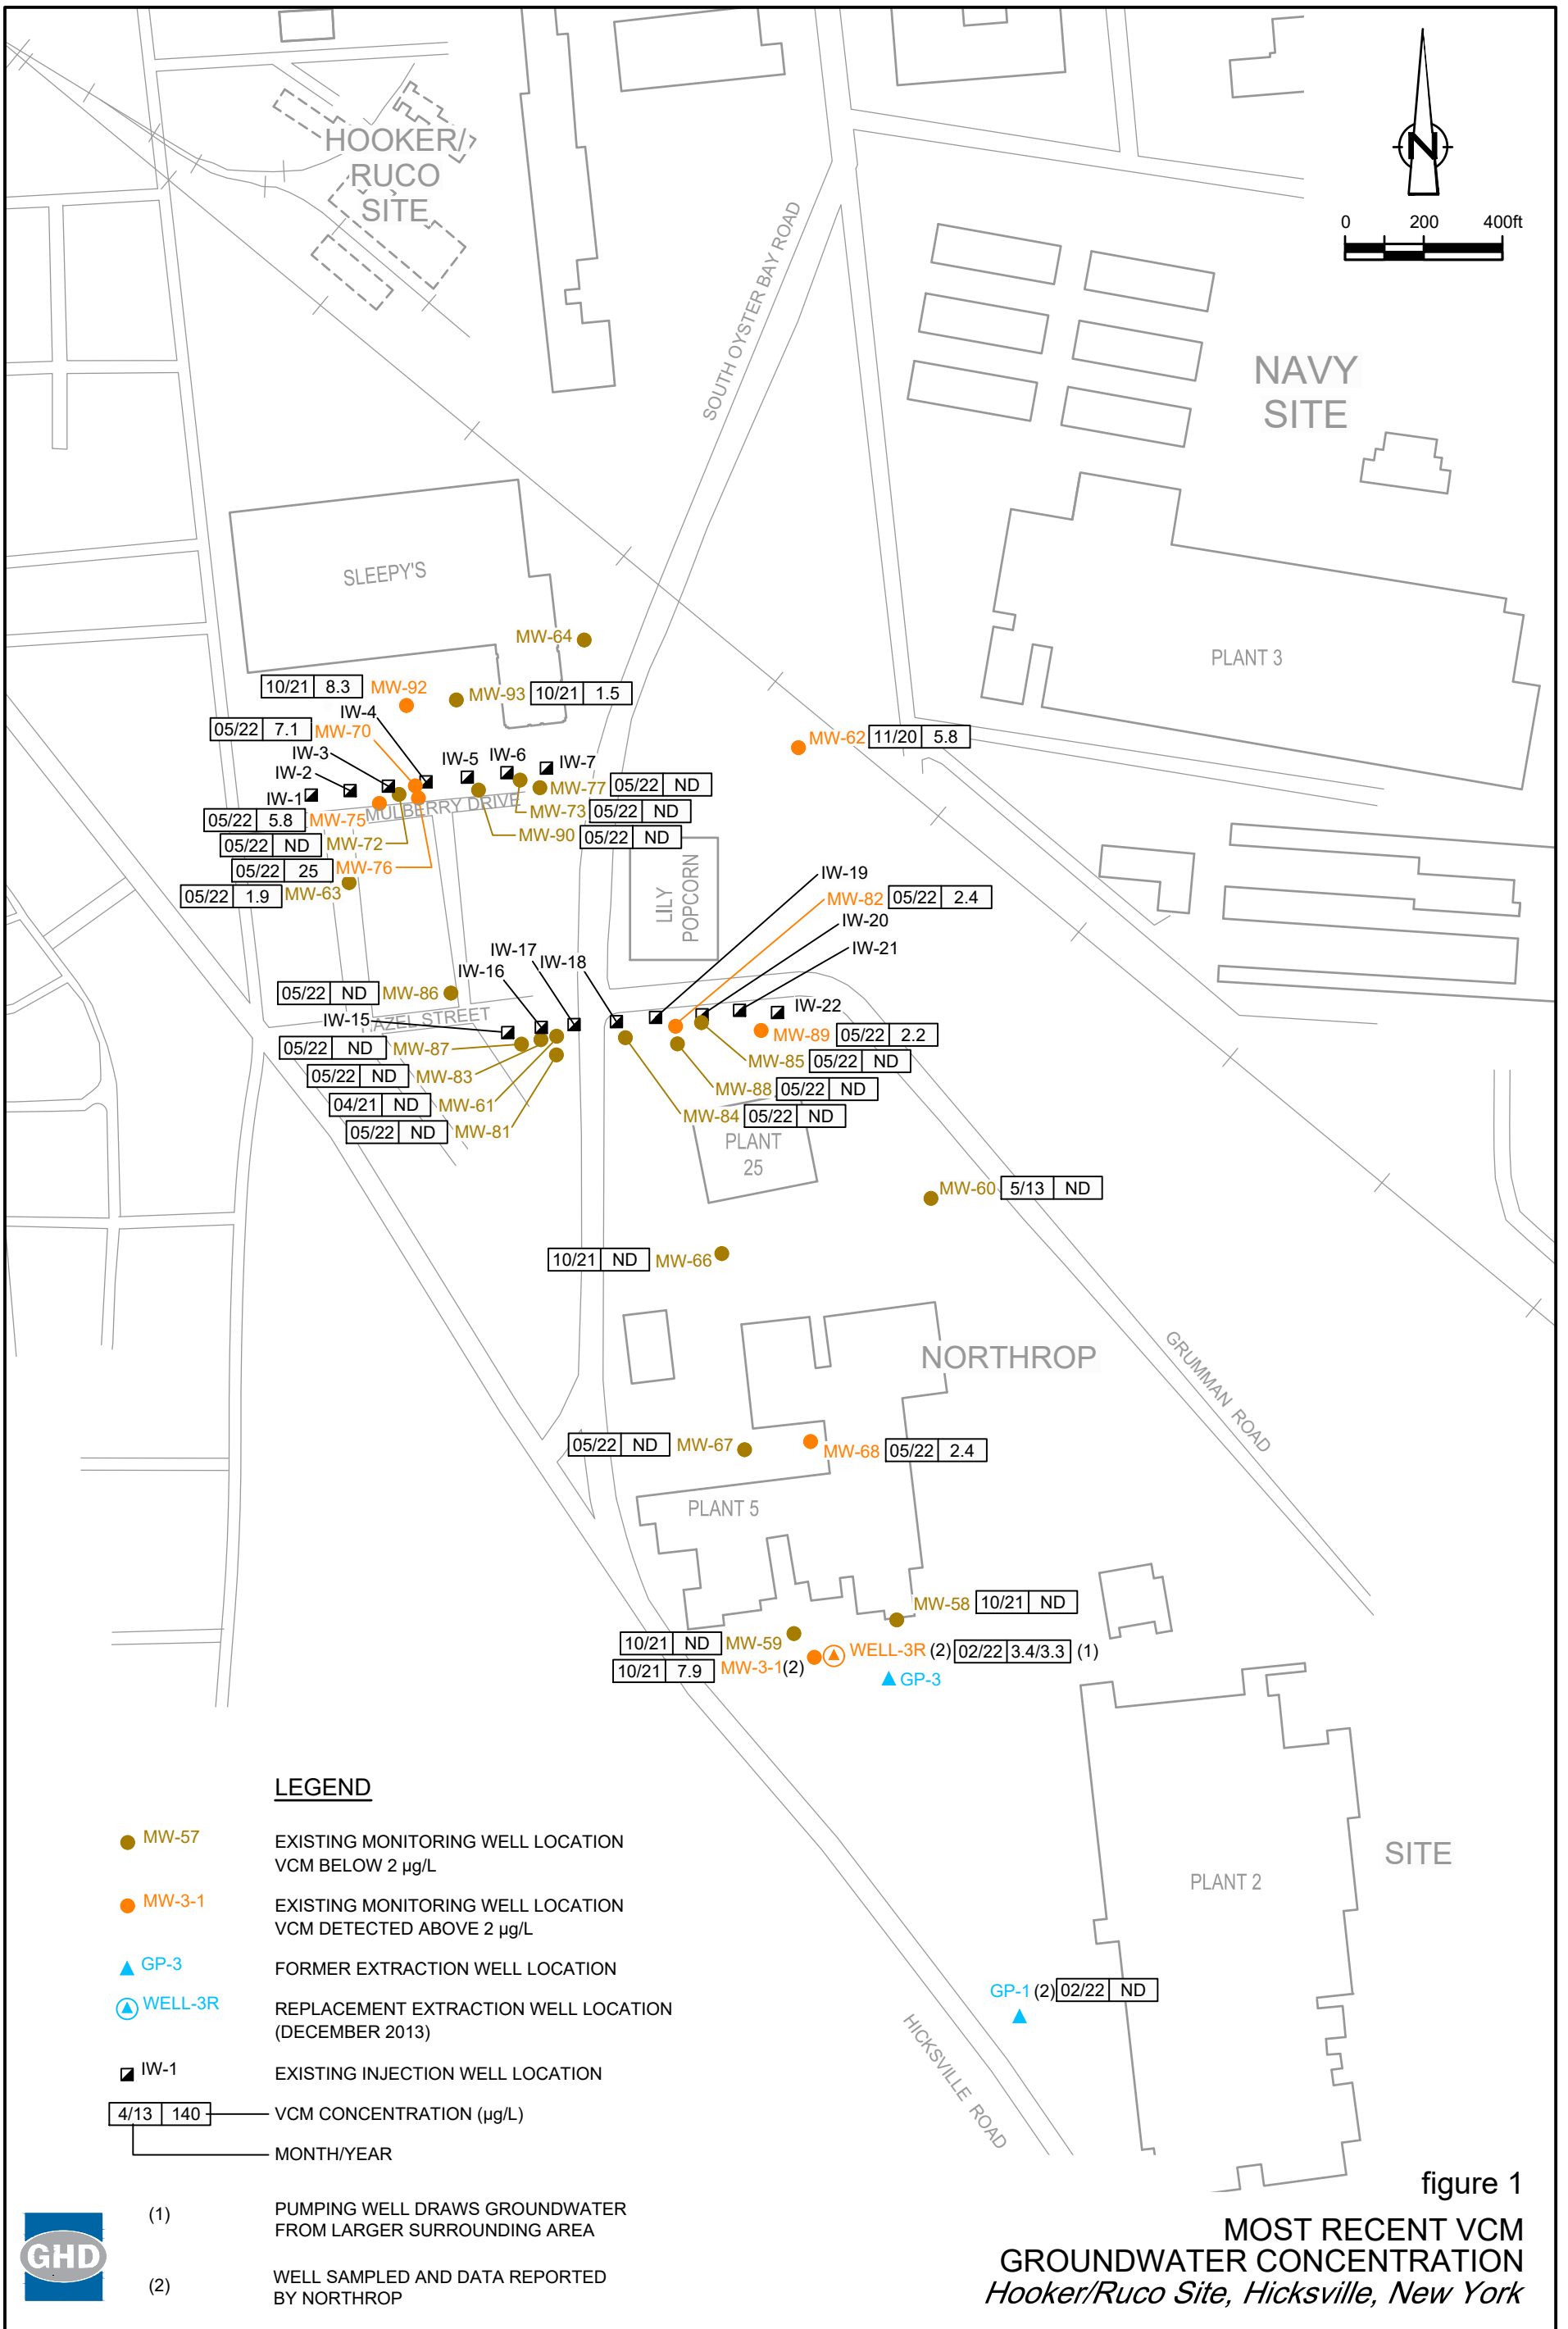 HOOKER/
RUCO
SITE
N
0 200 400ft
SOUTH OYSTER BAY ROAD
NAVY
SITE
SLEEPY'S
PLANT 3
MW-64
10/21 8.3 MW-92
MW-93 10/21 1.5
IW-4
05/22 7.1 MW-70
MW-62 11/20 5.8
IW-3
IW-5
IW-6
IW-7
IW-2
MW-77 05/22 ND
IW-1
MULBERRY DRIVE
MW-73 05/22 ND
05/22 5.8 MW-75
MW-90 05/22 ND
05/22 ND MW-72
05/22 25 MW-76
05/22 1.9 MW-63
LILY
POPCORN
IW-19
MW-82 05/22 2.4
IW-20
IW-21
IW-17
IW-18
IW-16
05/22 ND MW-86
IW-22
IW-15
AZEL STREET
MW-89 05/22 2.2
05/22 ND MW-87
MW-85 05/22 ND
05/22 ND MW-83
MW-88 05/22 ND
04/21 ND MW-61
MW-84 05/22 ND
05/22 ND MW-81
PLANT
25
MW-60 5/13 ND
10/21 ND MW-66
NORTHROP
GRUMMAN ROAD
05/22 ND MW-67
MW-68 05/22 2.4
PLANT 5
MW-58 10/21 ND
10/21 ND MW-59
WELL-3R (2) 02/22 3.4/3.3 (1)
10/21 7.9 MW-3-1(2)
GP-3
SITE
PLANT 2
GP-1 (2) 02/22 ND
HICKSVILLE ROAD
LEGEND
MW-57 EXISTING MONITORING WELL LOCATION
VCM BELOW 2 µg/L
MW-3-1 EXISTING MONITORING WELL LOCATION
VCM DETECTED ABOVE 2 µg/L
GP-3 FORMER EXTRACTION WELL LOCATION
WELL-3R REPLACEMENT EXTRACTION WELL LOCATION
(DECEMBER 2013)
IW-1 EXISTING INJECTION WELL LOCATION
4/13 140 VCM CONCENTRATION (µg/L)
MONTH/YEAR
(1) PUMPING WELL DRAWS GROUNDWATER
FROM LARGER SURROUNDING AREA
(2) WELL SAMPLED AND DATA REPORTED
BY NORTHROP
GHD
figure 1
MOST RECENT VCM
GROUNDWATER CONCENTRATION
Hooker/Ruco Site, Hicksville, New York